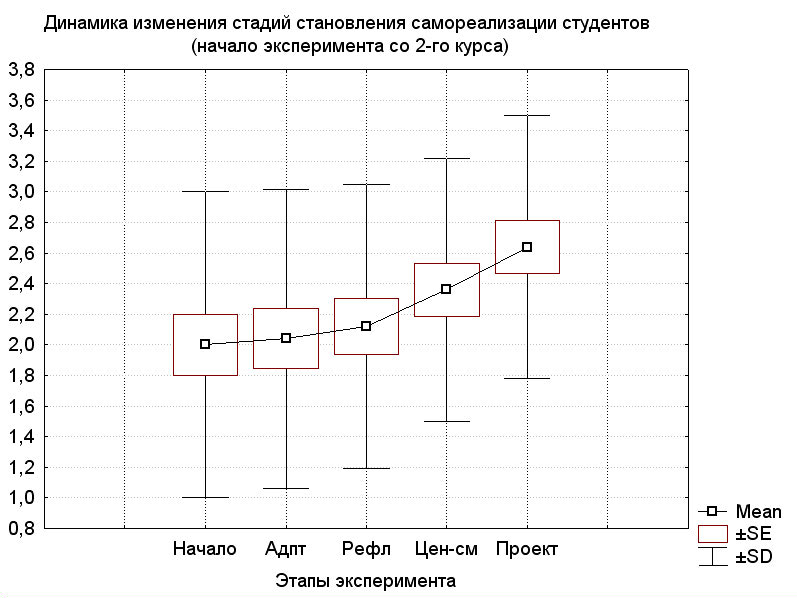 Динамика изменения стадий становления самореализации студентов
(начало эксперимента со 2-го курса)
3,8
3,6
3,4
3,2
3,0
2,8
2,6
2,4
2,2
2,0
1,8
1,6
1,4
1,2
1,0
0,8
Начало Адпт Рефл Цен-см Проект
Этапы эксперимента
Mean
±SE
±SD